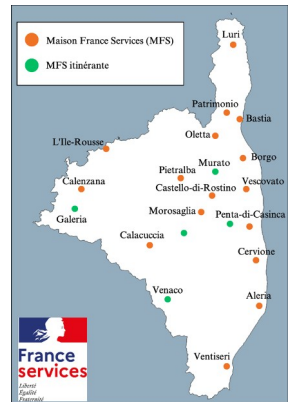 Maison France Services (MFS)
MFS itinérante
Luri
Patrimonio
Bastia
Oletta
L'Ile-Rousse
Borgo
Murato
Pietralba
Calenzana
Castello-di-Rostino
Vescovato
Morosaglia
Penta-di-Casinca
Galeria
Calacuccia
Cervione
Venaco
Aleria
Ventiseri
France
services
Liberté
Égalité
Fraternité